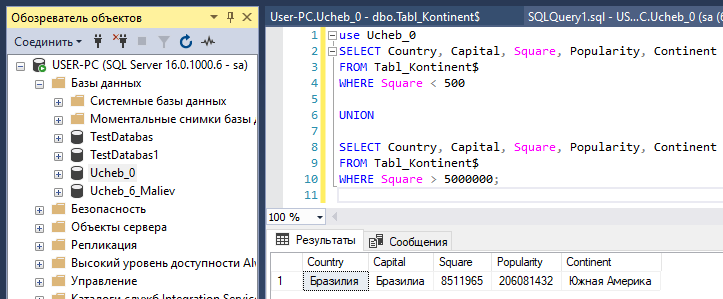 Обозреватель объектов
Соединить
USER-PC (SQL Server 16.0.1000.6 - sa)
Базы данных
Системные базы данных
Моментальные снимки базы
TestDatabas
TestDatabas1
Ucheb_0
Ucheb_6_Maliev
Безопасность
Объекты сервера
Репликация
Высокий уровень доступности
Управление
Каталоги служб Integration
User-PC.Ucheb_0 - dbo.Tabl_Kontinent$
SQLQuery1.sql - US...C.Ucheb_0 (sa (6
1 use Ucheb_0
2 SELECT Country, Capital, Square, Popularity, Continent
3 FROM Tabl_Kontinent$
4 WHERE Square < 500
5
6 UNION
7
8 SELECT Country, Capital, Square, Popularity, Continent
9 FROM Tabl_Kontinent$
10 WHERE Square > 5000000;
11
100 %
Результаты Сообщения
Country Capital Square Popularity Continent
1 Бразилия Бразилиа 8511965 206081432 Южная Америка